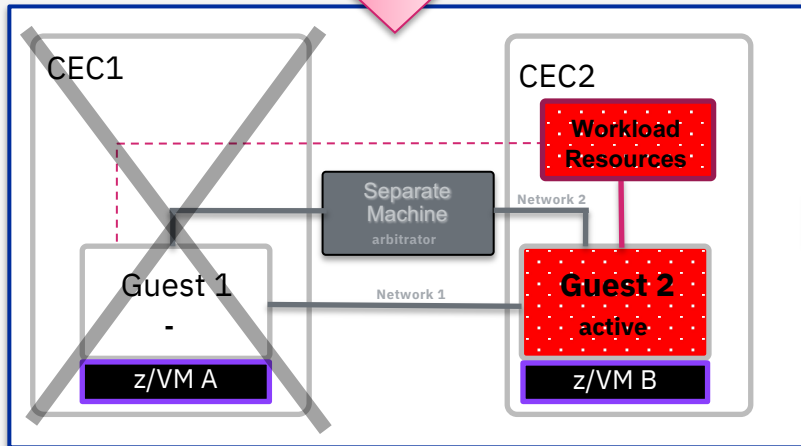 CEC1
CEC2
Workload
Resources
Separate
Machine
arbitrator
Network 2
Guest 1
-
Network 1
Guest 2
active
z/VM A
z/VM B